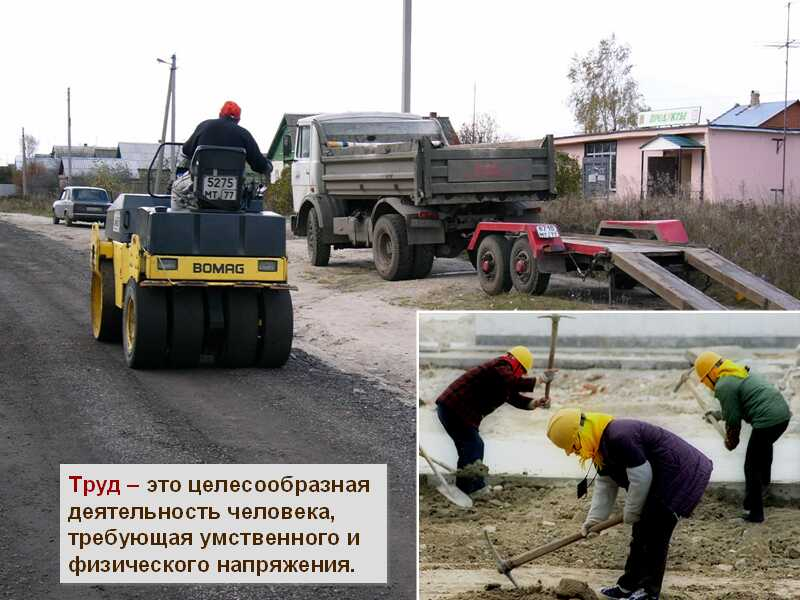 ПРОДУКТЫ
5275
МТ 77
BOMAG
Труд – это целесообразная
деятельность человека,
требующая умственного и
физического напряжения.